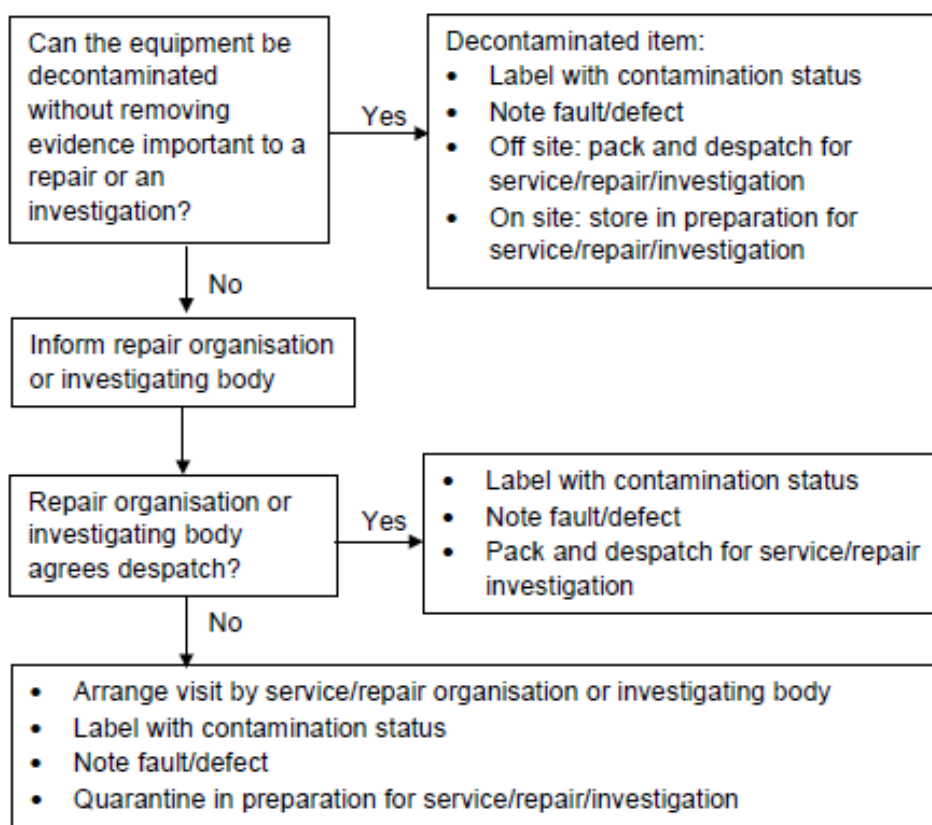 Can the equipment be
decontaminated
without removing
evidence important to a
repair or an
investigation?
Yes
Decontaminated item:
• Label with contamination status
• Note fault/defect
• Off site: pack and despatch for
service/repair/investigation
• On site: store in preparation for
service/repair/investigation
No
Inform repair organisation
or investigating body
Repair organisation or
investigating body
agrees despatch?
Yes
• Label with contamination status
• Note fault/defect
• Pack and despatch for service/repair
investigation
No
• Arrange visit by service/repair organisation or investigating body
• Label with contamination status
• Note fault/defect
• Quarantine in preparation for service/repair/investigation